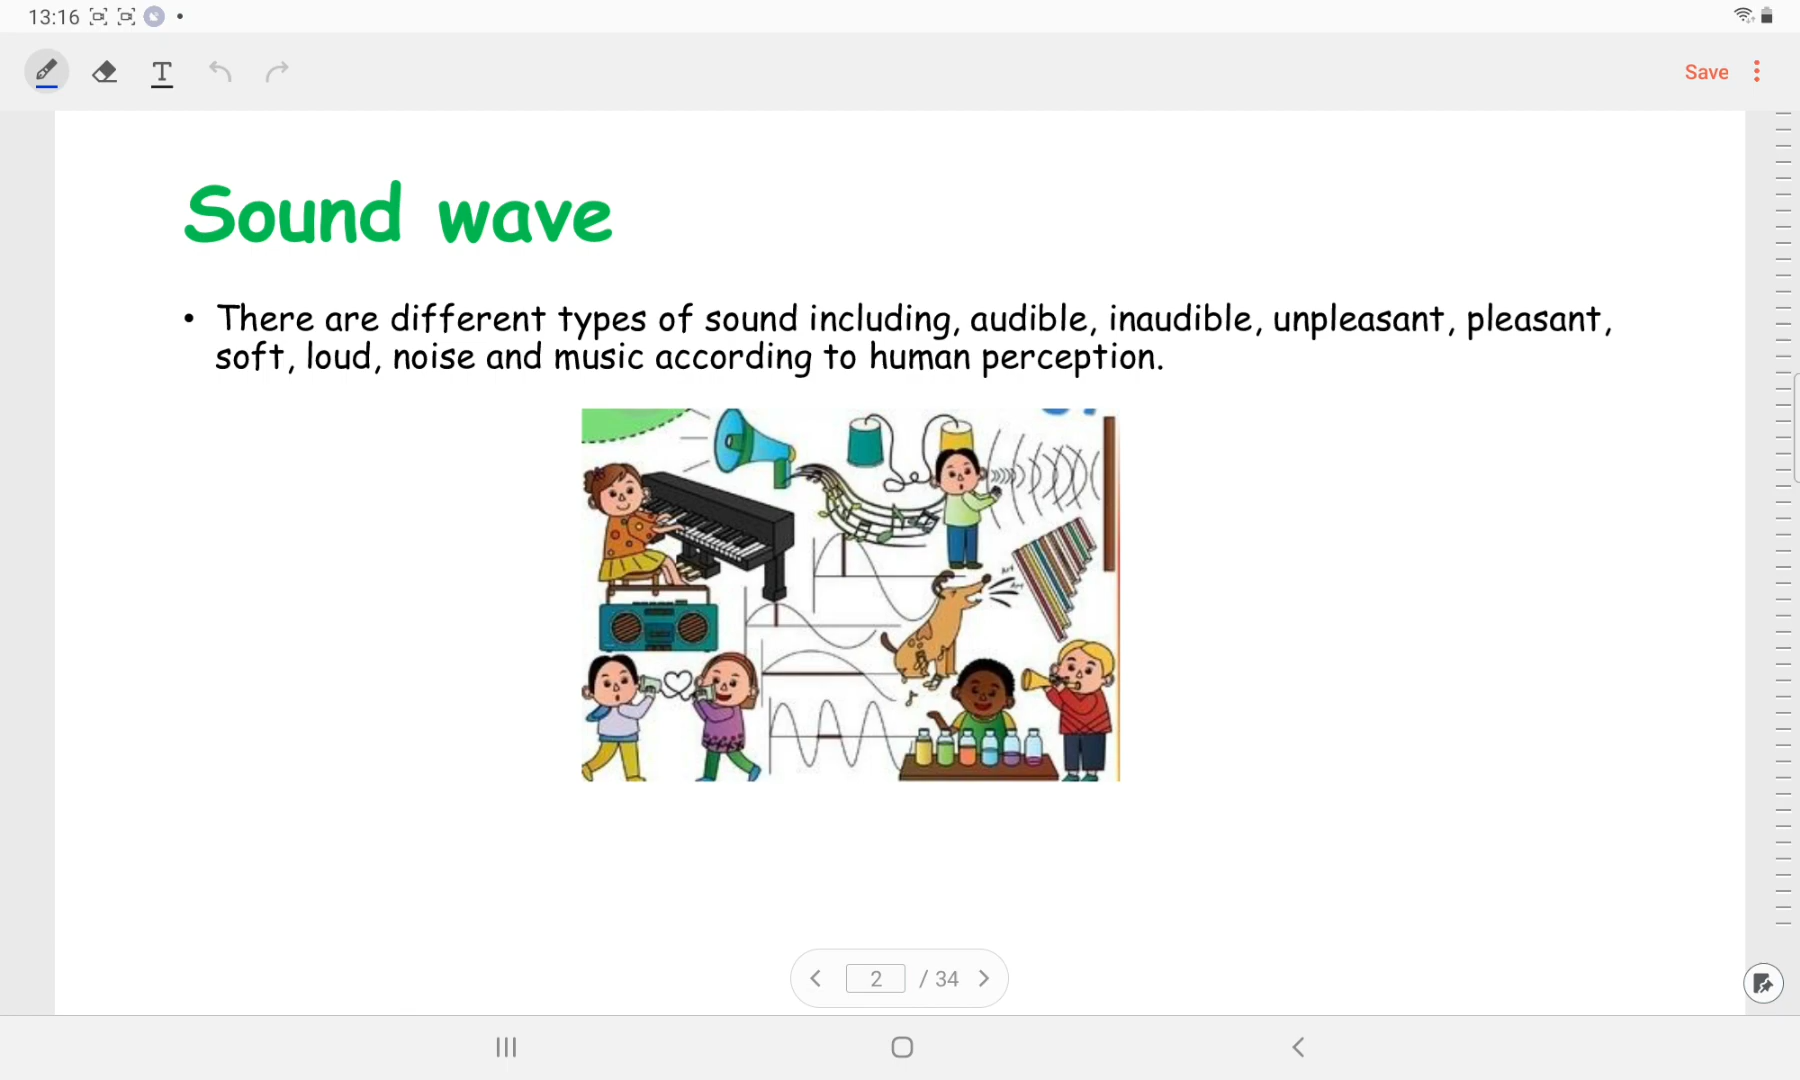 13:16
T
Save
Sound wave
• There are different types of sound including, audible, inaudible, unpleasant, pleasant,
soft, loud, noise and music according to human perception.
2 / 34